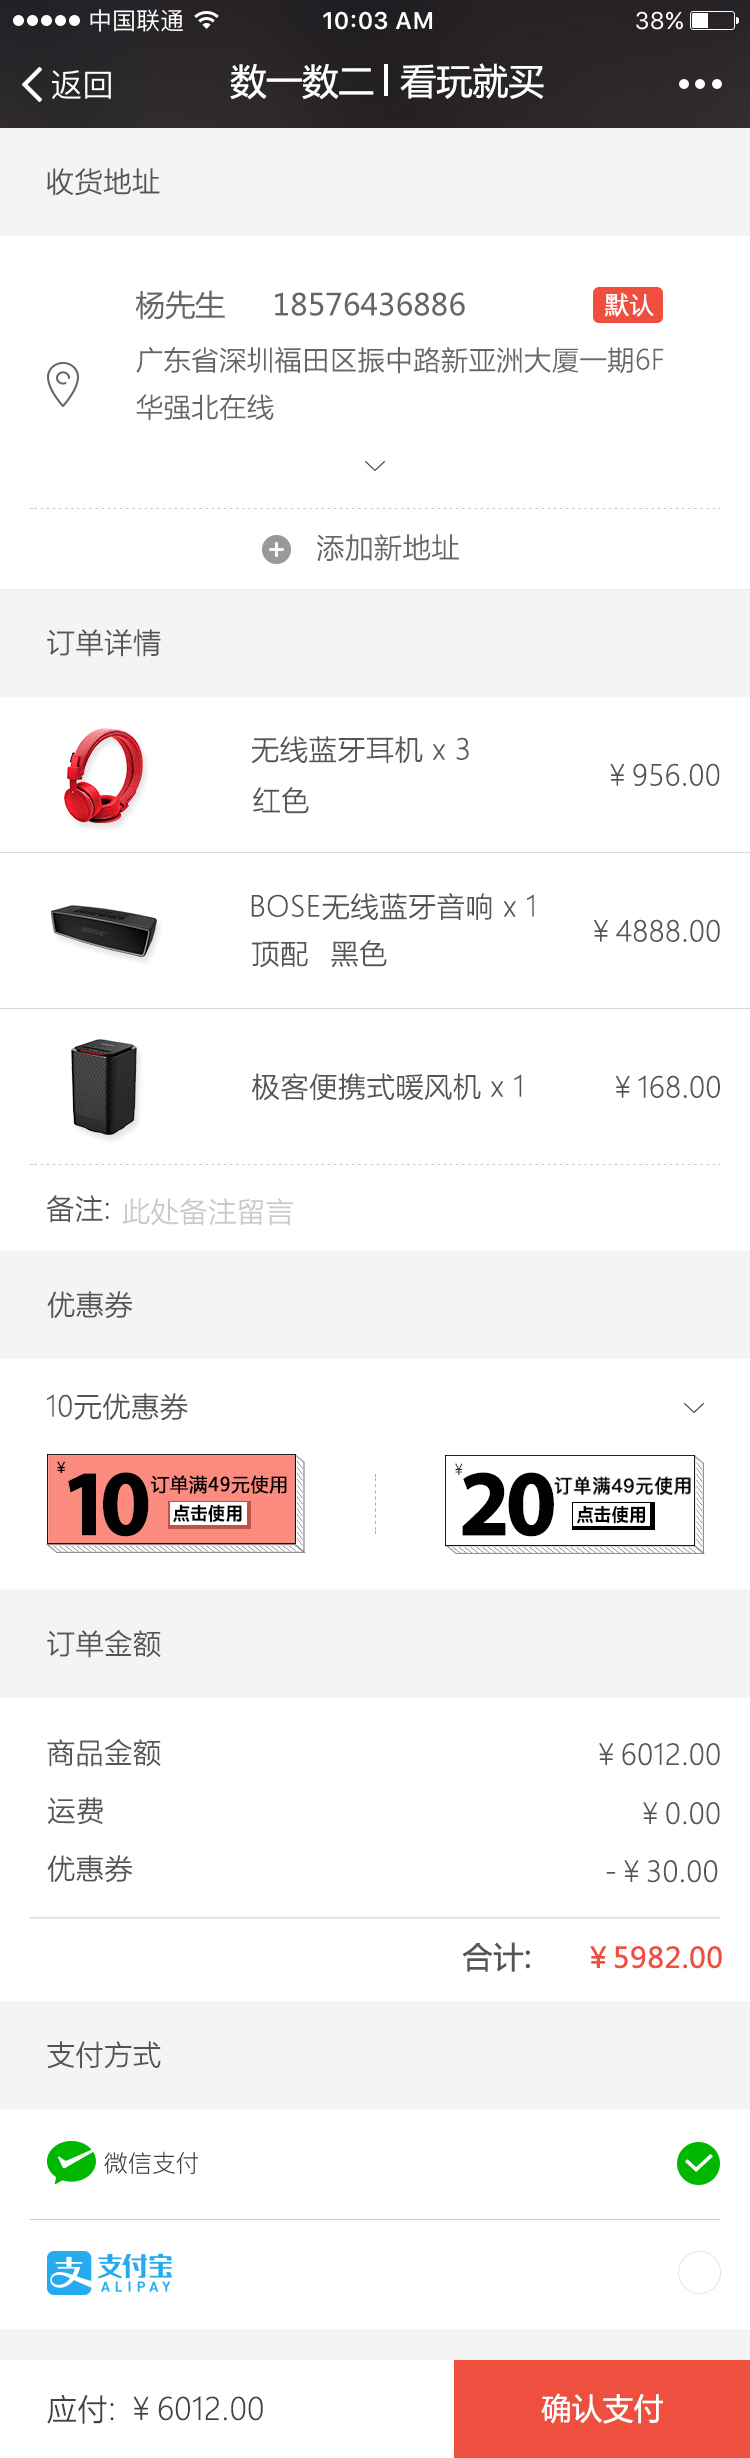 中国联通 10:03 AM 38%
返回 数一数二 | 看玩就买
收货地址
杨先生 18576436886 默认
广东省深圳福田区振中路新亚洲大厦一期6F
华强北在线
添加新地址
订单详情
无线蓝牙耳机 x 3
红色
¥ 956.00
BOSE
BOSE无线蓝牙音响 x 1
顶配 黑色
¥ 4888.00
极客便携式暖风机 x 1 ¥ 168.00
备注: 此处备注留言
优惠券
10元优惠券
¥ 10 订单满49元使用
点击使用
¥ 20 订单满49元使用
点击使用
订单金额
商品金额 ¥ 6012.00
运费 ¥ 0.00
优惠券 - ¥ 30.00
合计: ¥ 5982.00
支付方式
微信支付
支 支付宝
ALIPAY
应付: ¥ 6012.00 确认支付